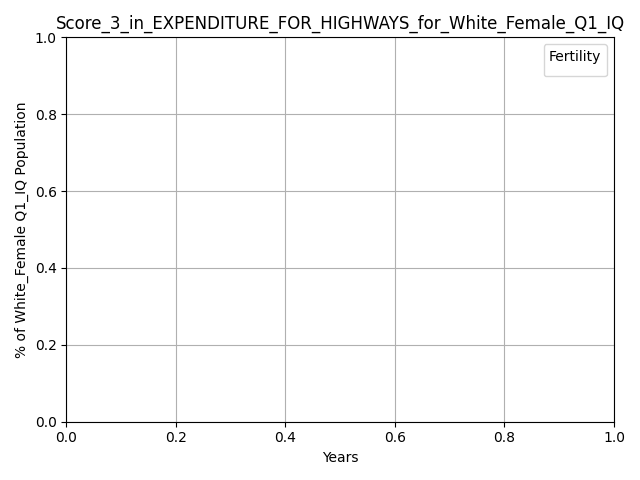 Score_3_in_EXPENDITURE_FOR_HIGHWAYS_for_White_Female_Q1_IQ
Fertility
% of White_Female Q1_IQ Population
1.0
0.8
0.6
0.4
0.2
0.0
0.0 0.2 0.4 0.6 0.8 1.0
Years